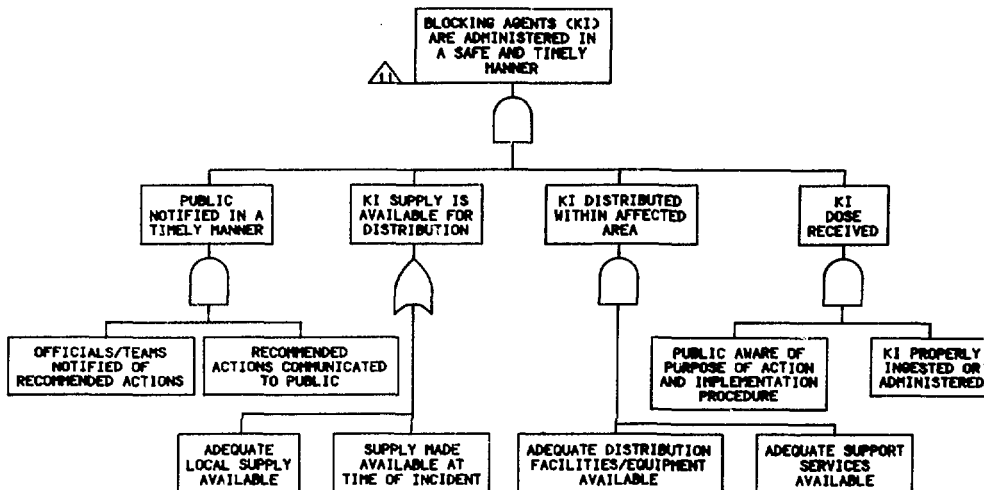 BLOCKING AGENTS (KI)
ARE ADMINISTERED IN
A SAFE AND TIMELY
MANNER
11
PUBLIC
NOTIFIED IN A
TIMELY MANNER
KI SUPPLY IS
AVAILABLE FOR
DISTRIBUTION
KI DISTRIBUTED
WITHIN AFFECTED
AREA
KI
DOSE
RECEIVED
OFFICIALS/TEAMS
NOTIFIED OF
RECOMMENDED ACTIONS
RECOMMENDED
ACTIONS COMMUNICATED
TO PUBLIC
PUBLIC AWARE OF
PURPOSE OF ACTION
AND IMPLEMENTATION
PROCEDURE
KI PROPERLY
INGESTED OR
ADMINISTERED
ADEQUATE
LOCAL SUPPLY
AVAILABLE
SUPPLY MADE
AVAILABLE AT
TIME OF INCIDENT
ADEQUATE DISTRIBUTION
FACILITIES/EQUIPMENT
AVAILABLE
ADEQUATE SUPPORT
SERVICES
AVAILABLE